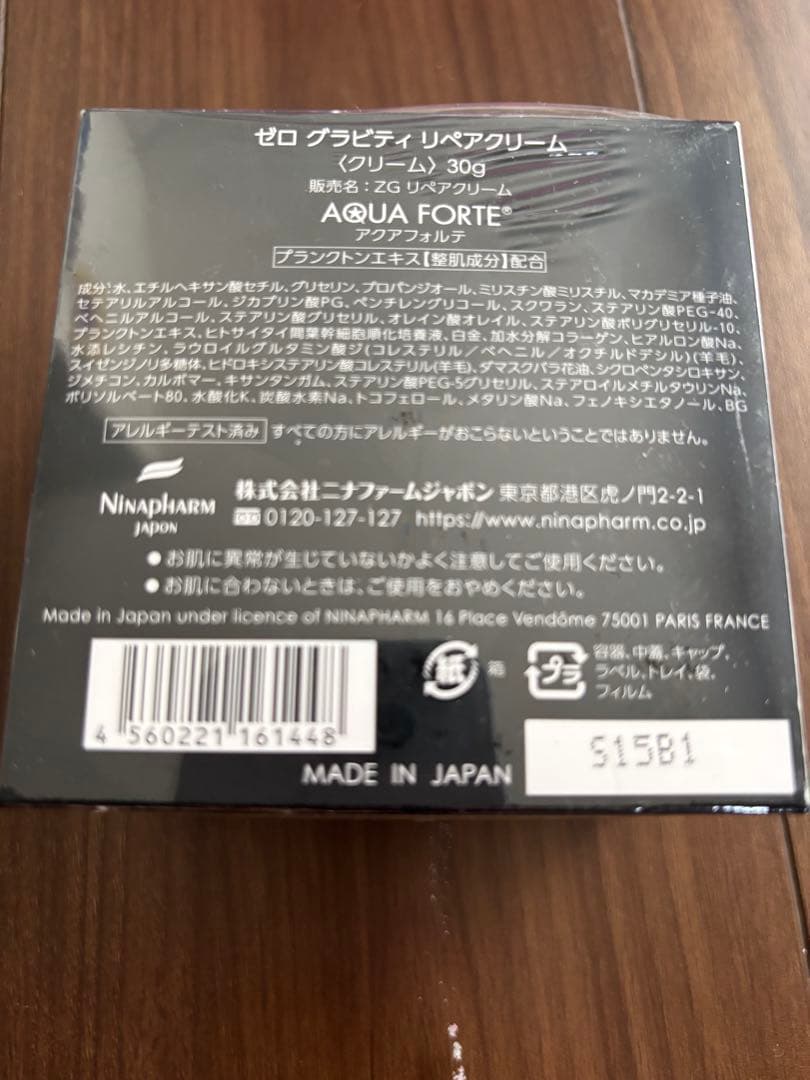 ゼロ グラビティ リペアクリーム
〈クリーム〉30g
販売名：ZG リペアクリーム
AQUA FORTE®
アクアフォルテ
プランクトンエキス【整肌成分】配合
成分：水、エチルヘキサン酸セチル、グリセリン、プロパンジオール、ミリスチン酸ミリスチル、マカデミア種子油、
セテアリルアルコール、ジカプリン酸PG、ペンチレングリコール、スクワラン、ステアリン酸PEG-40、
ベヘニルアルコール、ステアリン酸グリセリル、オレイン酸オレイル、ステアリン酸ポリグリセリル-10、
プランクトンエキス、ヒトサイタイ間葉幹細胞順化培養液、白金、加水分解コラーゲン、ヒアルロン酸Na、
水添レシチン、ラウロイルグルタミン酸ジ(コレステリル／ベヘニル／オクチルドデシル)(羊毛)、
スイゼンジノリ多糖体、ヒドロキシステアリン酸コレステリル(羊毛)、ダマスクバラ花油、シクロペンタシロキサン、
ジメチコン、カルボマー、キサンタンガム、ステアリン酸PEG-5グリセリル、ステアロイルメチルタウリンNa、
ポリソルベート80、水酸化K、炭酸水素Na、トコフェロール、メタリン酸Na、フェノキシエタノール、BG
アレルギーテスト済み すべての方にアレルギーがおこらないということではありません。
NINAPHARM
JAPON
株式会社ニナファームジャポン 東京都港区虎ノ門2-2-1
0120-127-127 https://www.ninapharm.co.jp
●お肌に異常が生じていないかよく注意してご使用ください。
●お肌に合わないときは、ご使用をおやめください。
Made in Japan under licence of NINAPHARM 16 Place Vendôme 75001 PARIS FRANCE
紙 箱
プラ 容器、中蓋、キャップ、
ラベル、トレイ、袋、
フィルム
4 560221 161448
MADE IN JAPAN
S15B1